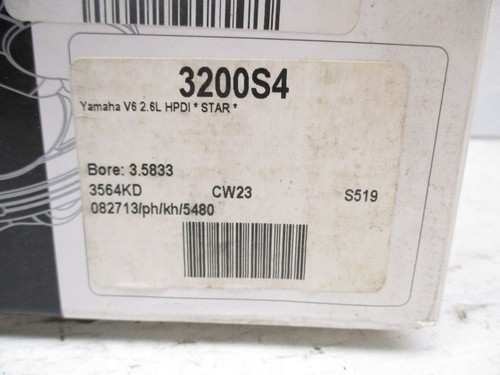 3200S4
Yamaha V6 2.6L HPDI * STAR *
Bore: 3.5833
3564KD CW23 S519
082713/ph/kh/5480